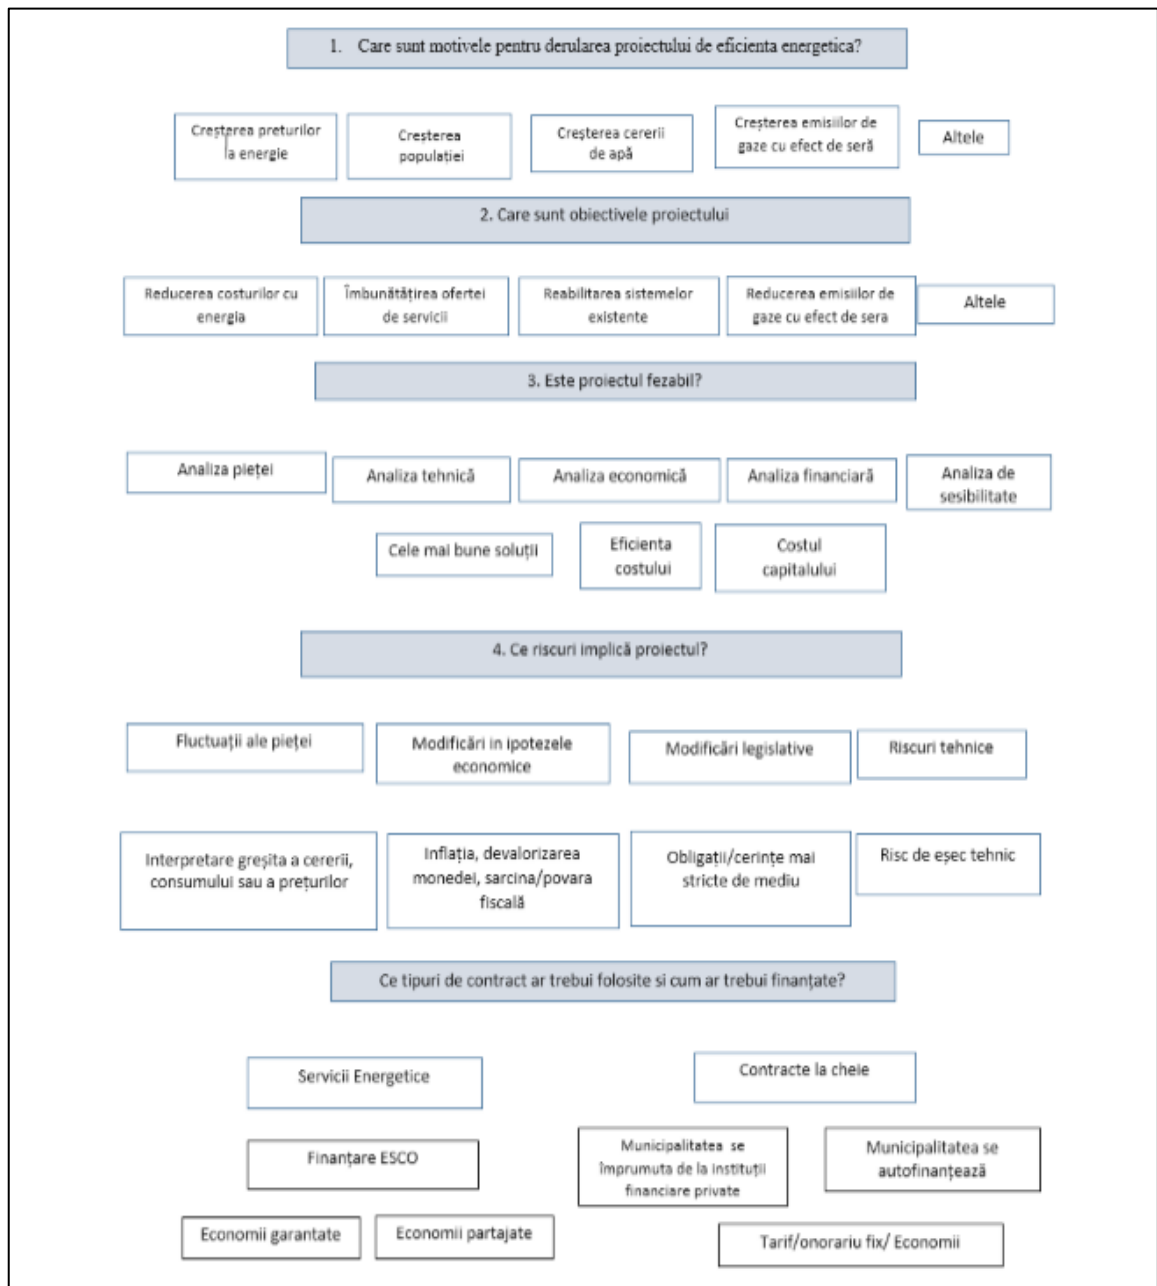 1. Care sunt motivele pentru derularea proiectului de eficienta energetica?
Creșterea preturilor
la energie
Creșterea
populației
Creșterea cererii
de apă
Creșterea emisiilor de
gaze cu efect de seră
Altele
2. Care sunt obiectivele proiectului
Reducerea costurilor cu
energia
Îmbunătățirea ofertei
de servicii
Reabilitarea sistemelor
existente
Reducerea emisiilor de
gaze cu efect de sera
Altele
3. Este proiectul fezabil?
Analiza pieței
Analiza tehnică
Analiza economică
Analiza financiară
Analiza de
sesibilitate
Cele mai bune soluții
Eficienta
costului
Costul
capitalului
4. Ce riscuri implică proiectul?
Fluctuații ale pieței
Modificări in ipotezele
economice
Modificări legislative
Riscuri tehnice
Interpretare greșita a cererii,
consumului sau a prețurilor
Inflația, devalorizarea
monedei, sarcina/povara
fiscală
Obligații/cerințe mai
stricte de mediu
Risc de eșec tehnic
Ce tipuri de contract ar trebui folosite si cum ar trebui finanțate?
Servicii Energetice
Contracte la cheie
Finanțare ESCO
Municipalitatea se
împrumuta de la instituții
financiare private
Municipalitatea se
autofinanțează
Economii garantate
Economii partajate
Tarif/onorariu fix/ Economii